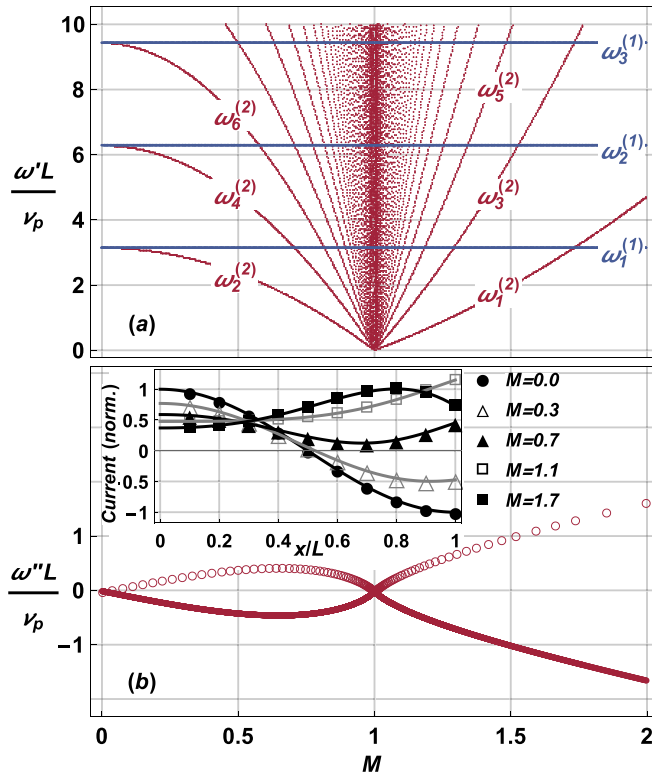 10
8
6
4
2
0
ω'L
ν_p
ω_6^(2)
ω_4^(2)
ω_2^(2)
ω_5^(2)
ω_3^(2)
ω_1^(2)
ω_3^(1)
ω_2^(1)
ω_1^(1)
(a)
Current (norm.)
1
0.5
0
-0.5
-1
0 0.2 0.4 0.6 0.8 1
x/L
M=0.0
M=0.3
M=0.7
M=1.1
M=1.7
ω''L
ν_p
1
0
−1
(b)
0 0.5 1 1.5 2
M